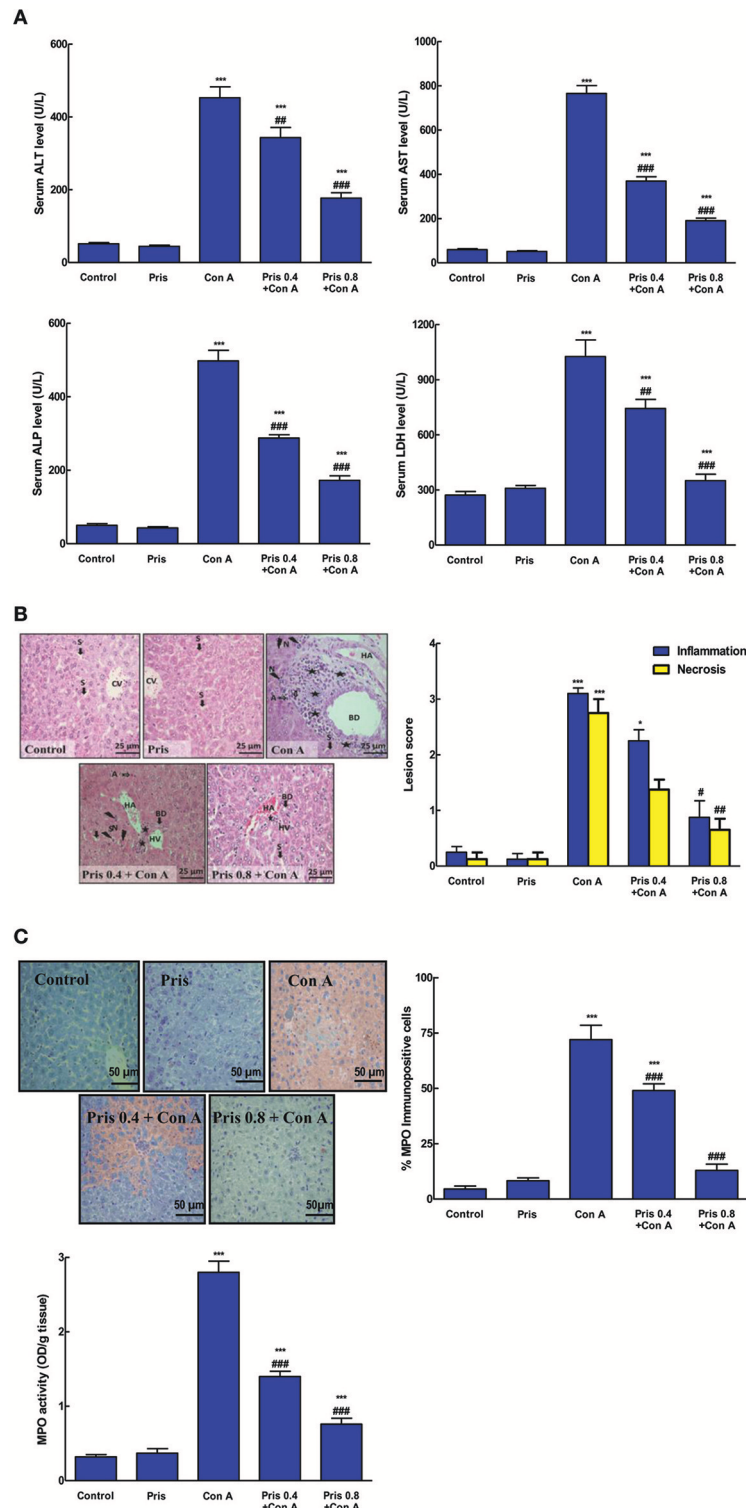 A
Serum ALT level (U/L)
600
400
200
0
***
***
##
***
###
Control
Pris
Con A
Pris 0.4
+Con A
Pris 0.8
+Con A
Serum AST level (U/L)
800
600
400
200
0
***
***
###
***
###
Control
Pris
Con A
Pris 0.4
+Con A
Pris 0.8
+Con A
Serum ALP level (U/L)
600
400
200
0
***
***
###
***
###
Control
Pris
Con A
Pris 0.4
+Con A
Pris 0.8
+Con A
Serum LDH level (U/L)
1200
900
600
300
0
***
***
##
***
###
Control
Pris
Con A
Pris 0.4
+Con A
Pris 0.8
+Con A
B
S
CV
S
Control
25 µm
S
CV
S
Pris
25 µm
N
HA
N
A
BD
S
Con A
25 µm
A
HA
BD
N
S
HV
Pris 0.4 + Con A
25 µm
BD
HA
HV
S
Pris 0.8 + Con A
25 µm
Lesion score
4
3
2
1
0
Inflammation
Necrosis
***
***
*
#
##
Control
Pris
Con A
Pris 0.4
+Con A
Pris 0.8
+Con A
C
Control
50 µm
Pris
50 µm
Con A
50 µm
Pris 0.4 + Con A
50 µm
Pris 0.8 + Con A
50µm
% MPO Immunopositive cells
100
75
50
25
0
***
***
###
###
Control
Pris
Con A
Pris 0.4
+Con A
Pris 0.8
+Con A
MPO activity (OD/g tissue)
3
2
1
0
***
***
###
***
###
Control
Pris
Con A
Pris 0.4
+Con A
Pris 0.8
+Con A